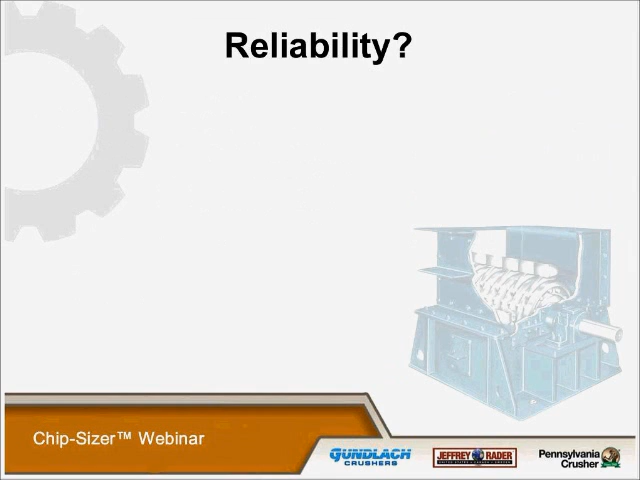 Reliability?
Chip-Sizer™ Webinar
GUNDLACH
CRUSHERS
JEFFREY RADER
Pennsylvania
Crusher